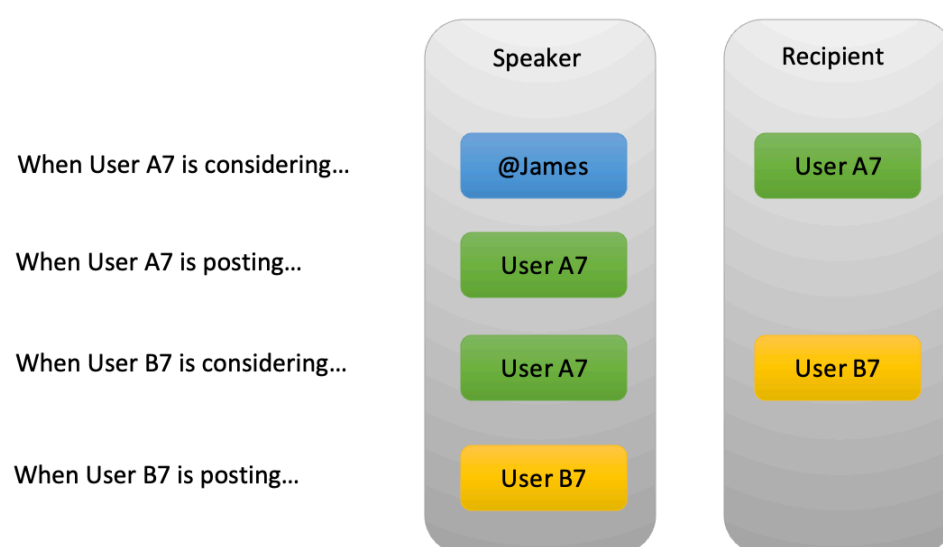 Speaker Recipient
When User A7 is considering... @James User A7
When User A7 is posting... User A7
When User B7 is considering... User A7 User B7
When User B7 is posting... User B7